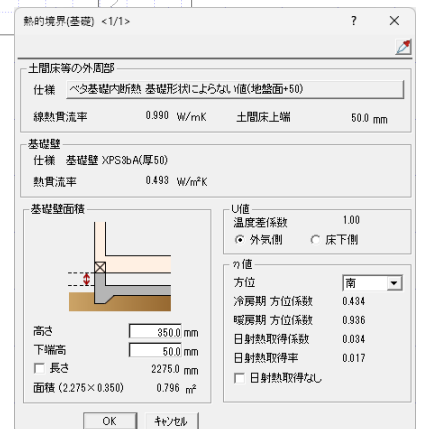 熱的境界(基礎) <1/1>
土間床等の外周部
仕様 ベタ基礎内断熱 基礎形状によらない値(地盤面+50)
線熱貫流率 0.990 W/mK 土間床上端 50.0 mm
基礎壁
仕様 基礎壁 XPS3bA(厚50)
熱貫流率 0.493 W/m²K
基礎壁面積
高さ 350.0 mm
下端高 50.0 mm
長さ 2275.0 mm
面積 (2.275×0.350) 0.796 m²
U値
温度差係数 1.00
外気側 床下側
η値
方位 南
冷房期 方位係数 0.434
暖房期 方位係数 0.936
日射熱取得係数 0.034
日射熱取得率 0.017
日射熱取得なし
OK キャンセル